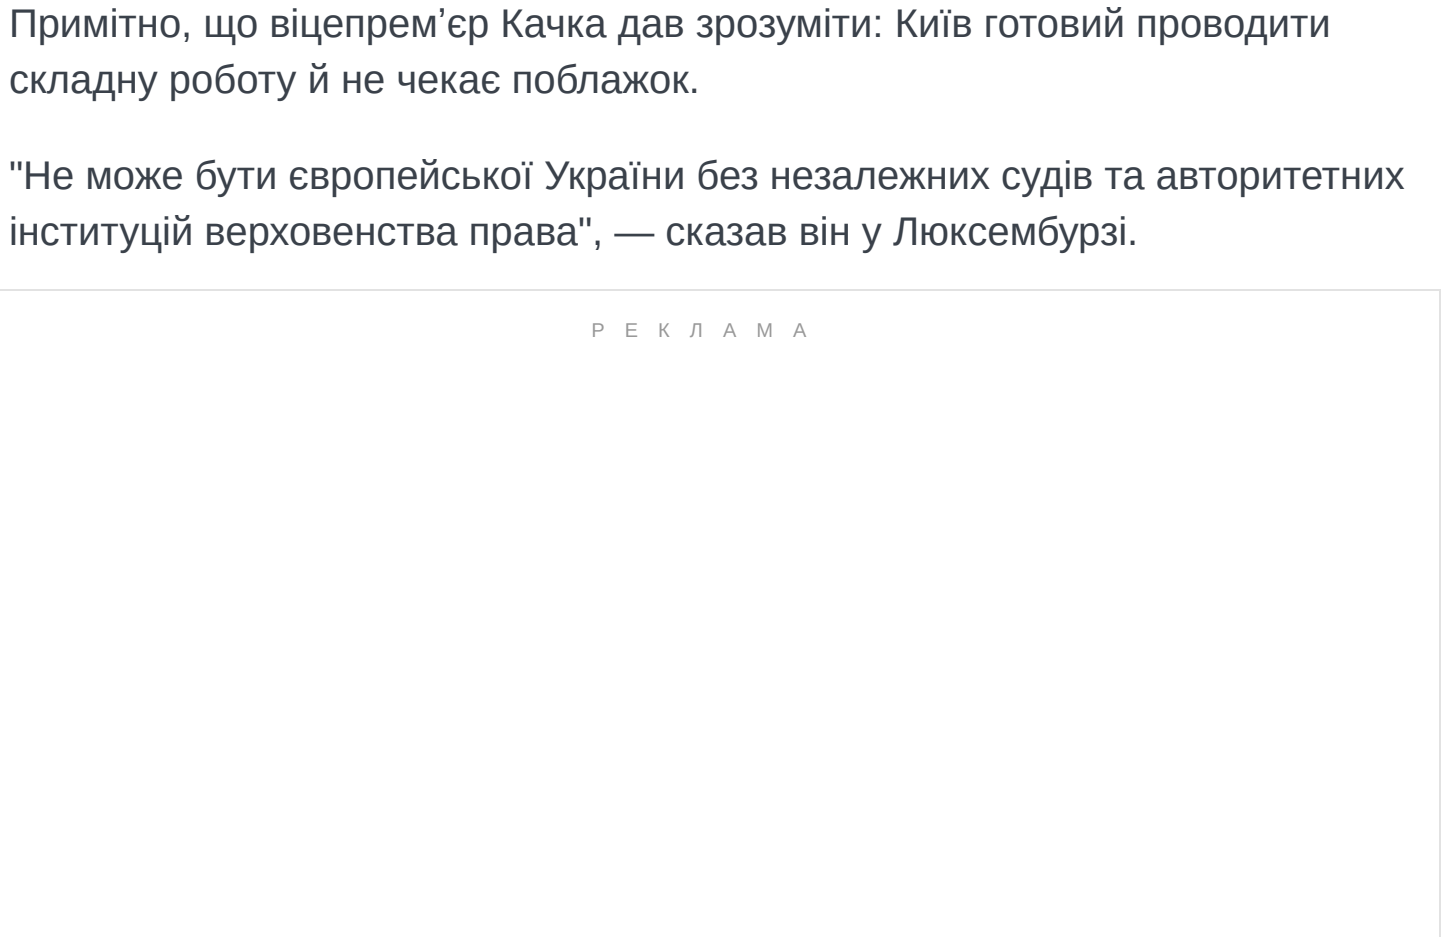 Примітно, що віцепрем’єр Качка дав зрозуміти: Київ готовий проводити
складну роботу й не чекає поблажок.
"Не може бути європейської України без незалежних судів та авторитетних
інституцій верховенства права", — сказав він у Люксембурзі.
РЕКЛАМА